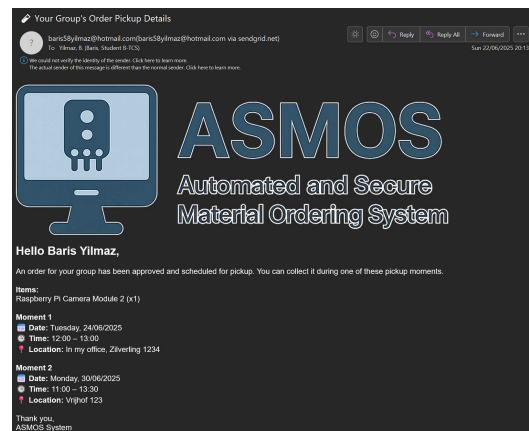 Your Group's Order Pickup Details
?
baris58yilmaz@hotmail.com(baris58yilmaz@hotmail.com via sendgrid.net)
To Yilmaz, B. (Baris, Student B-TCS)
Reply
Reply All
Forward
Sun 22/06/2025 20:13
We could not verify the identity of the sender. Click here to learn more.
The actual sender of this message is different than the normal sender. Click here to learn more.
ASMOS
Automated and Secure
Material Ordering System
Hello Baris Yilmaz,
An order for your group has been approved and scheduled for pickup. You can collect it during one of these pickup moments.
Items:
Raspberry Pi Camera Module 2 (x1)
Moment 1
Date: Tuesday, 24/06/2025
Time: 12:00 – 13:00
Location: In my office, Zilverling 1234
Moment 2
Date: Monday, 30/06/2025
Time: 11:00 – 13:30
Location: Vrijhof 123
Thank you,
ASMOS System